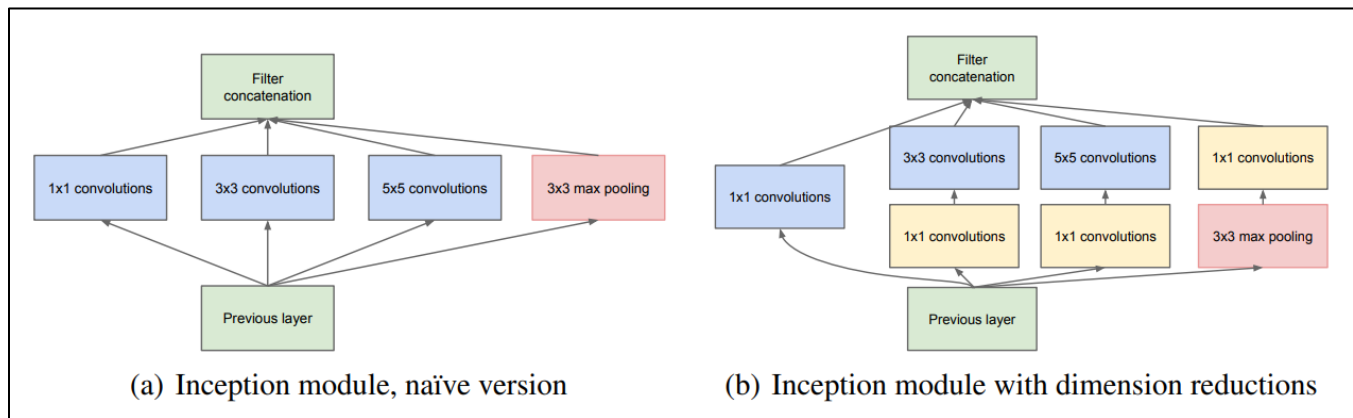 Filter
concatenation
1x1 convolutions
3x3 convolutions
5x5 convolutions
3x3 max pooling
Previous layer
(a) Inception module, naïve version
Filter
concatenation
3x3 convolutions
5x5 convolutions
1x1 convolutions
1x1 convolutions
1x1 convolutions
1x1 convolutions
3x3 max pooling
Previous layer
(b) Inception module with dimension reductions